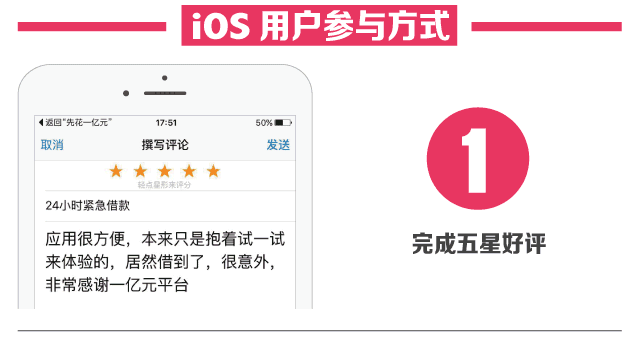 iOS 用户参与方式
返回"先花一亿元" 17:51 50%
取消 撰写评论 发送
轻点星形来评分
24小时紧急借款
应用很方便，本来只是抱着试一试
来体验的，居然借到了，很意外，
非常感谢一亿元平台
1
完成五星好评